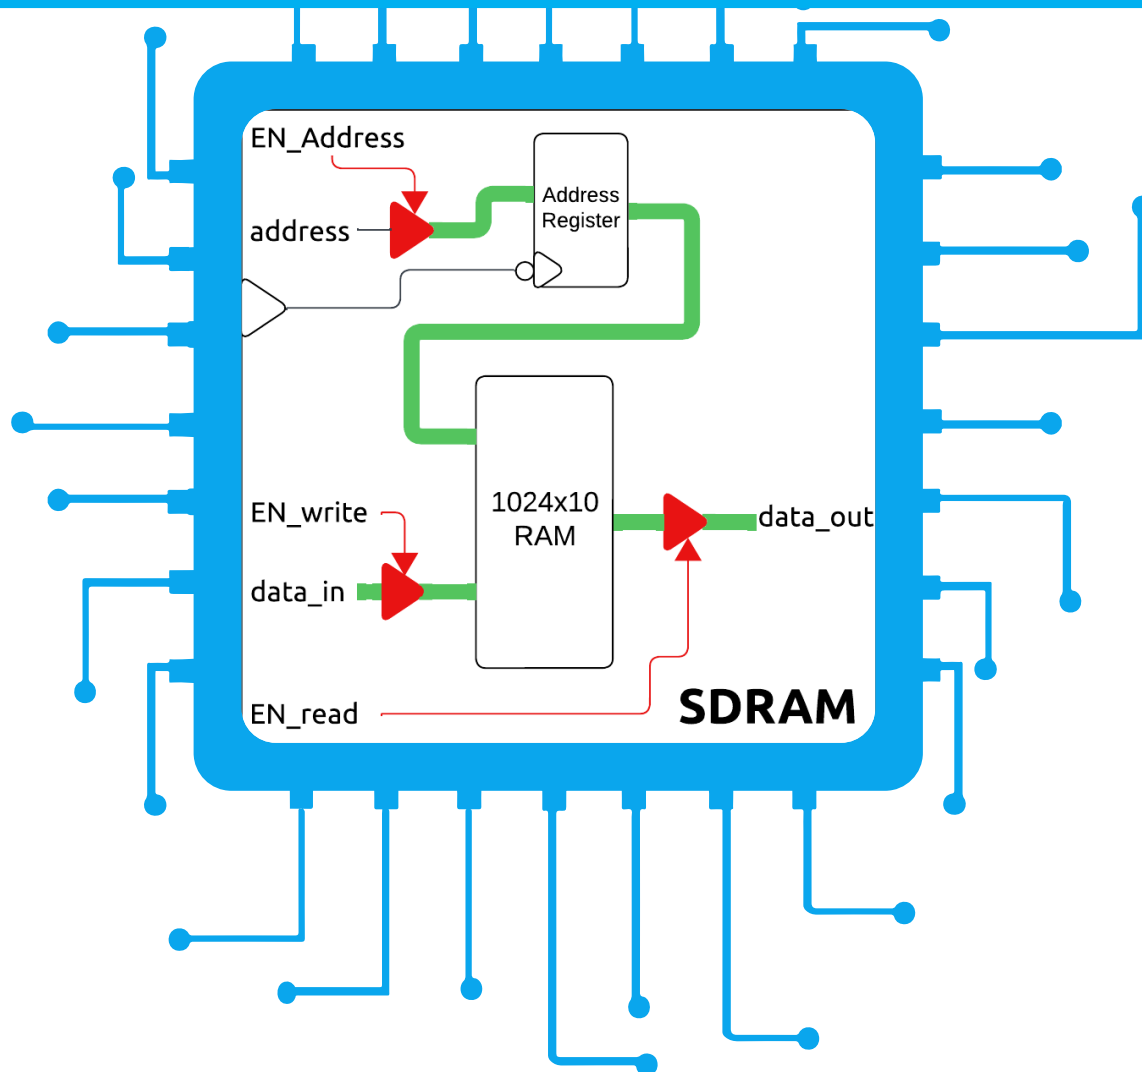 EN_Address
Address
Register
address
1024x10
RAM
EN_write
data_out
data_in
EN_read
SDRAM